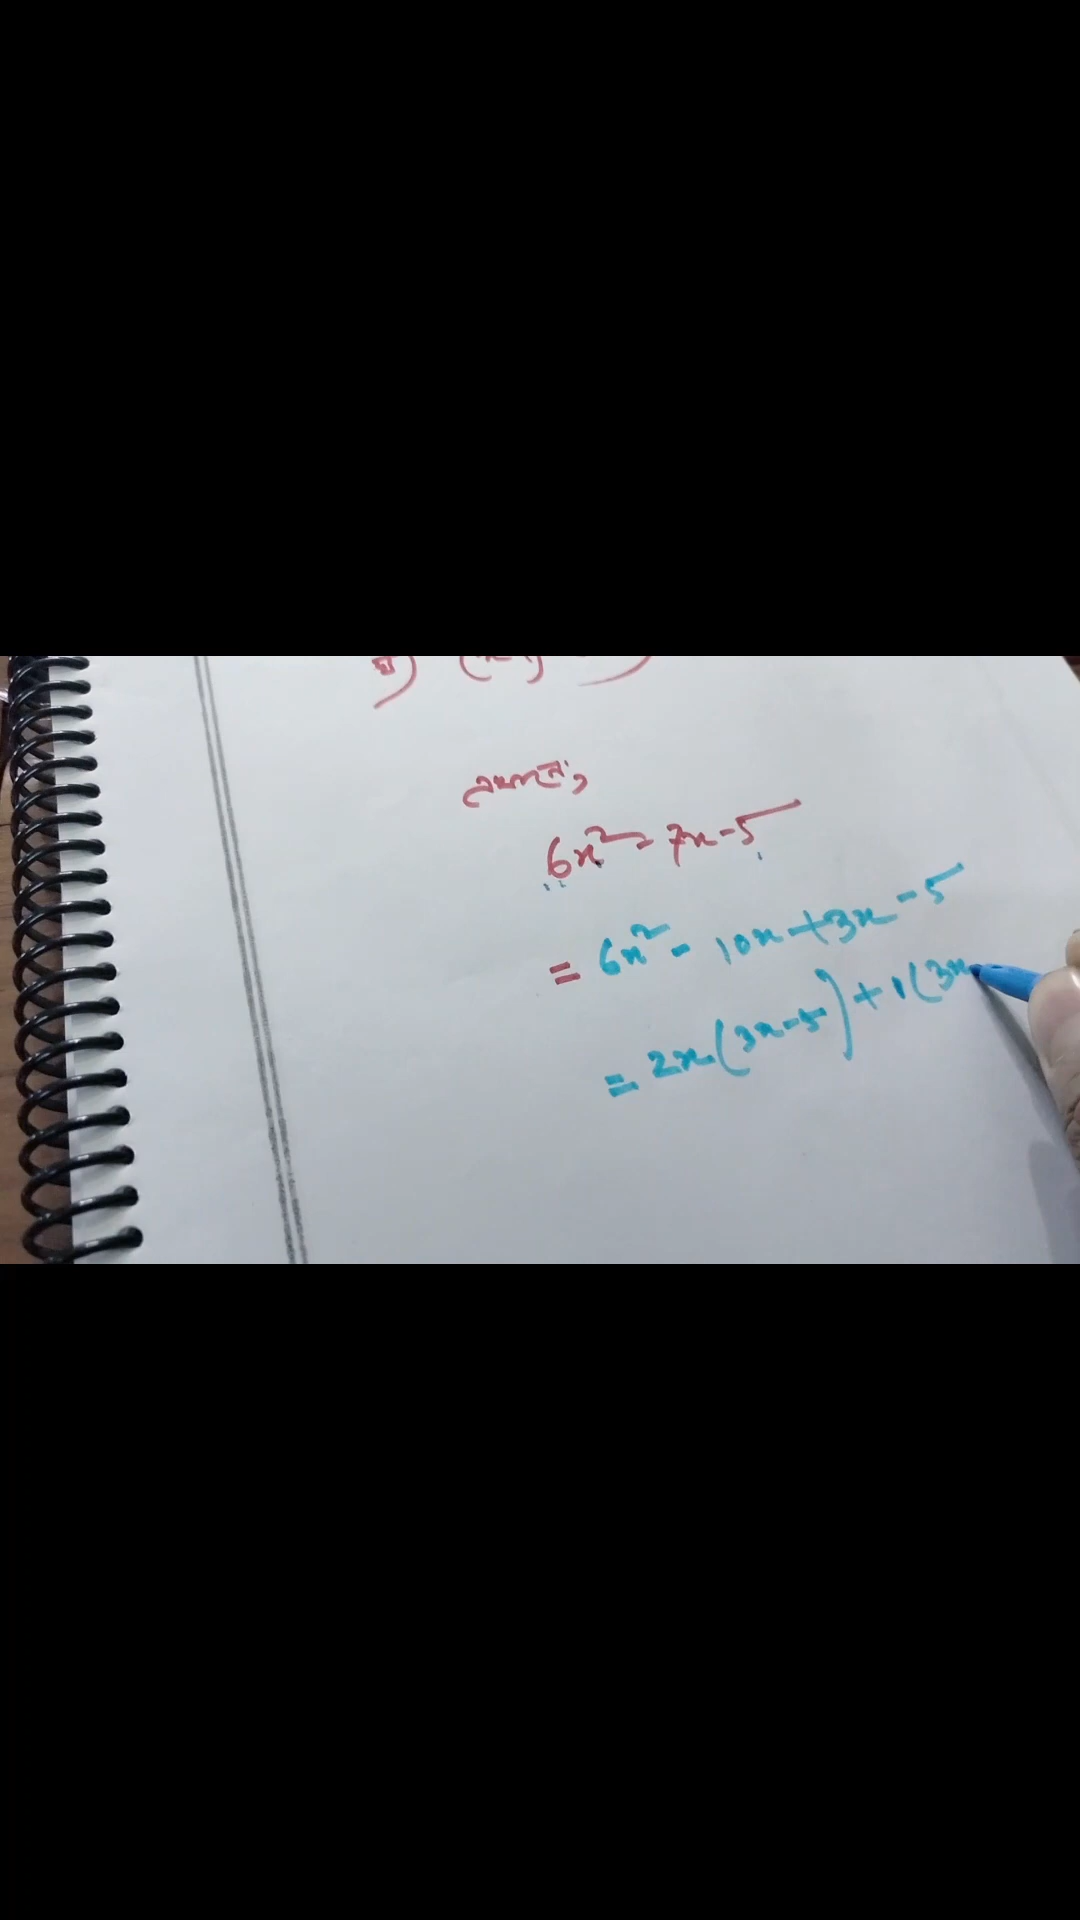 এখানে,
6x² - 7x - 5
= 6x² - 10x + 3x - 5
= 2x(3x - 5) + 1(3x